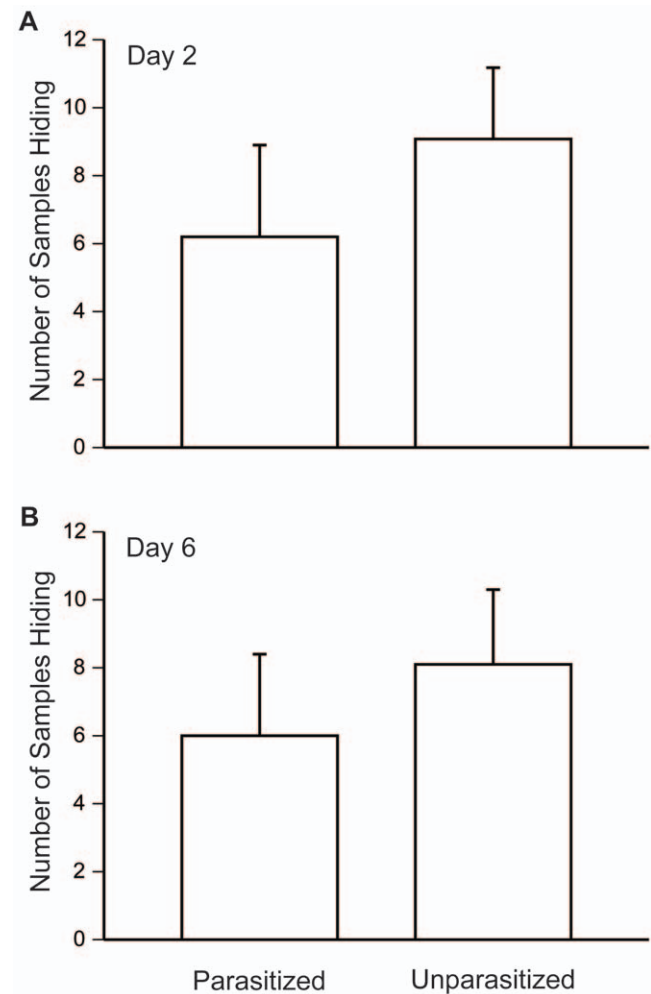 A
Day 2
Number of Samples Hiding
12
10
8
6
4
2
0
B
Day 6
Number of Samples Hiding
12
10
8
6
4
2
0
Parasitized
Unparasitized